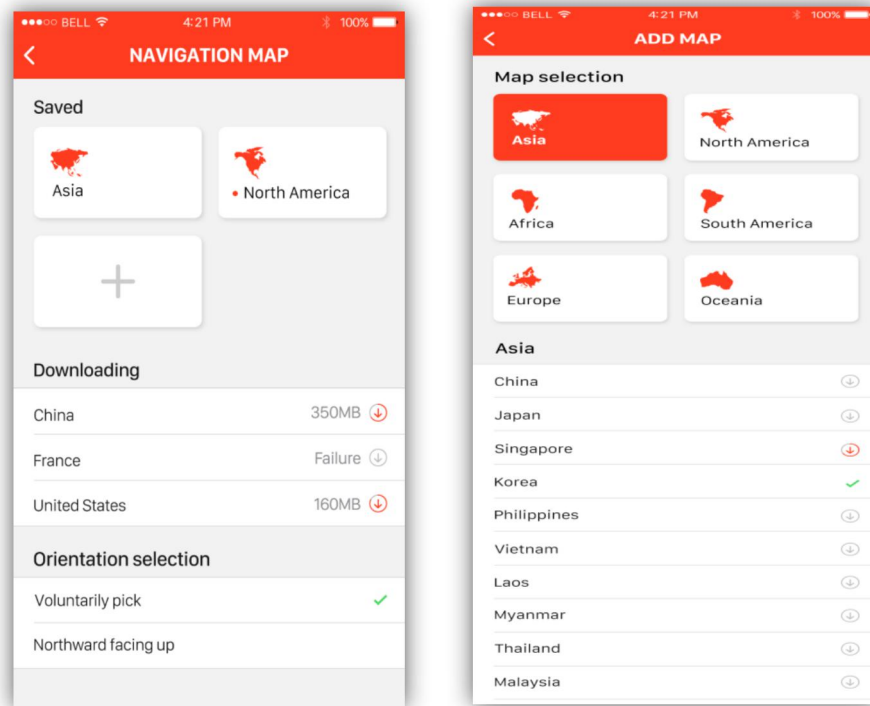 BELL 4:21 PM 100%
NAVIGATION MAP
Saved
Asia
North America
Downloading
China 350MB
France Failure
United States 160MB
Orientation selection
Voluntarily pick
Northward facing up
BELL 4:21 PM 100%
ADD MAP
Map selection
Asia
North America
Africa
South America
Europe
Oceania
Asia
China
Japan
Singapore
Korea
Philippines
Vietnam
Laos
Myanmar
Thailand
Malaysia